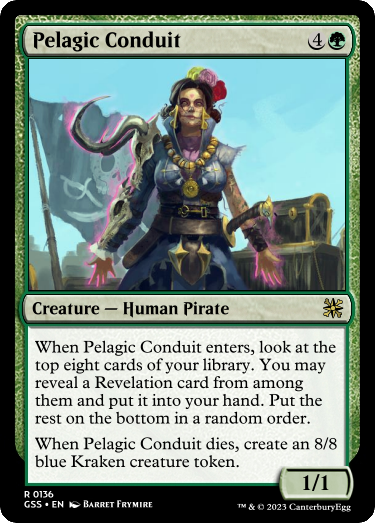 Pelagic Conduit 4
Creature — Human Pirate
When Pelagic Conduit enters, look at the
top eight cards of your library. You may
reveal a Revelation card from among
them and put it into your hand. Put the
rest on the bottom in a random order.
When Pelagic Conduit dies, create an 8/8
blue Kraken creature token.
1/1
R 0136
GSS • EN Barret Frymire
™ & © 2023 CanterburyEgg